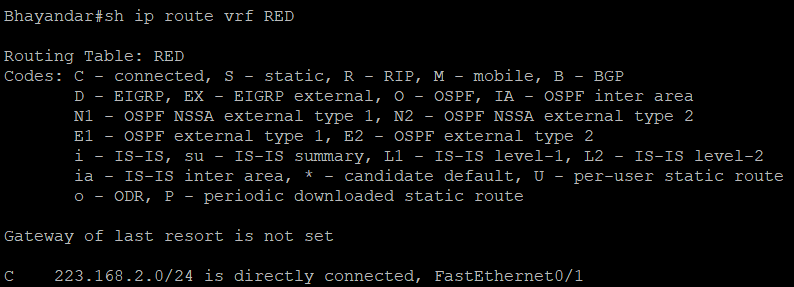 Bhayandar#sh ip route vrf RED
Routing Table: RED
Codes: C - connected, S - static, R - RIP, M - mobile, B - BGP
D - EIGRP, EX - EIGRP external, O - OSPF, IA - OSPF inter area
N1 - OSPF NSSA external type 1, N2 - OSPF NSSA external type 2
E1 - OSPF external type 1, E2 - OSPF external type 2
i - IS-IS, su - IS-IS summary, L1 - IS-IS level-1, L2 - IS-IS level-2
ia - IS-IS inter area, * - candidate default, U - per-user static route
o - ODR, P - periodic downloaded static route
Gateway of last resort is not set
C    223.168.2.0/24 is directly connected, FastEthernet0/1